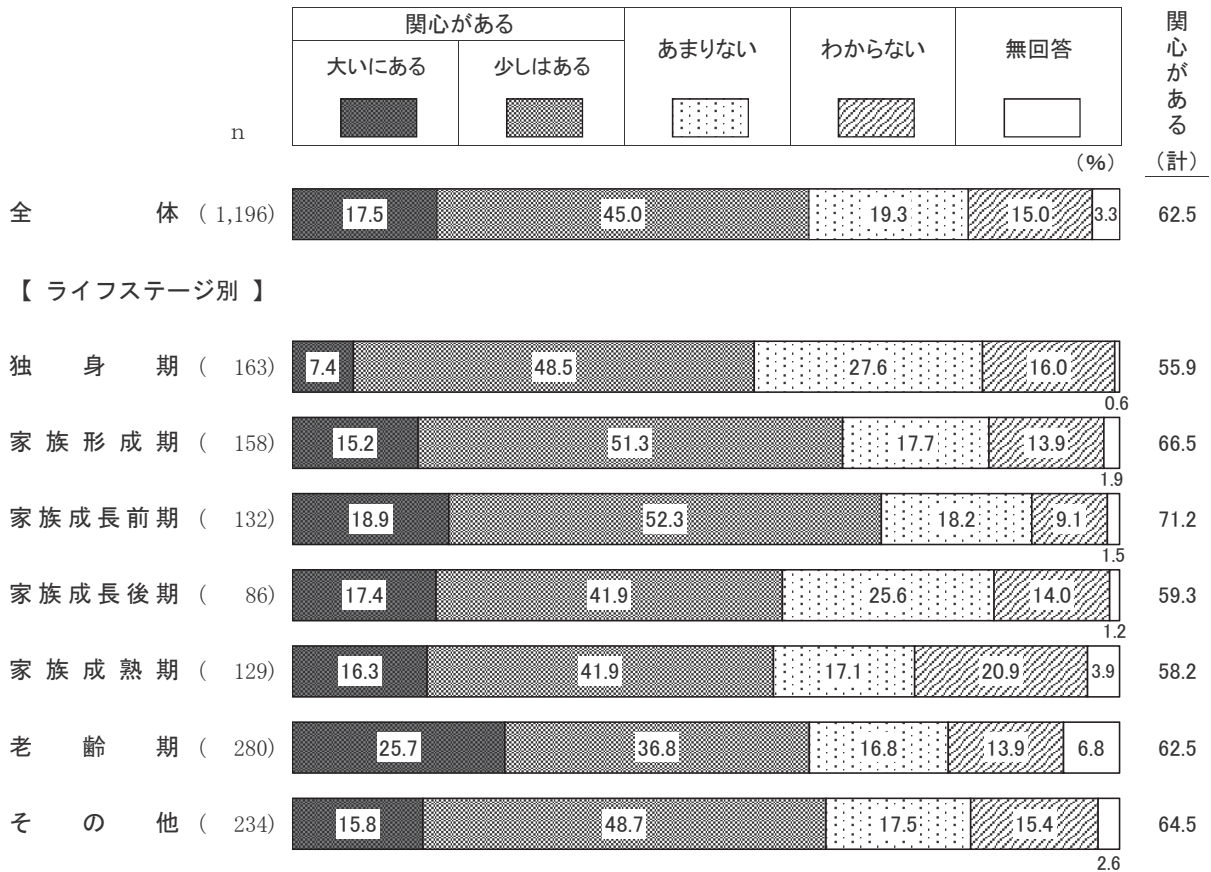 関心がある
大いにある
少しはある
あまりない
わからない
無回答
関心がある
（計）
n
（%）
全体 （ 1,196） 17.5 45.0 19.3 15.0 3.3 62.5
【 ライフステージ別 】
独身期 （ 163） 7.4 48.5 27.6 16.0 55.9
0.6
家族形成期 （ 158） 15.2 51.3 17.7 13.9 66.5
1.9
家族成長前期 （ 132） 18.9 52.3 18.2 9.1 71.2
1.5
家族成長後期 （ 86） 17.4 41.9 25.6 14.0 59.3
1.2
家族成熟期 （ 129） 16.3 41.9 17.1 20.9 3.9 58.2
老齢期 （ 280） 25.7 36.8 16.8 13.9 6.8 62.5
その他 （ 234） 15.8 48.7 17.5 15.4 64.5
2.6